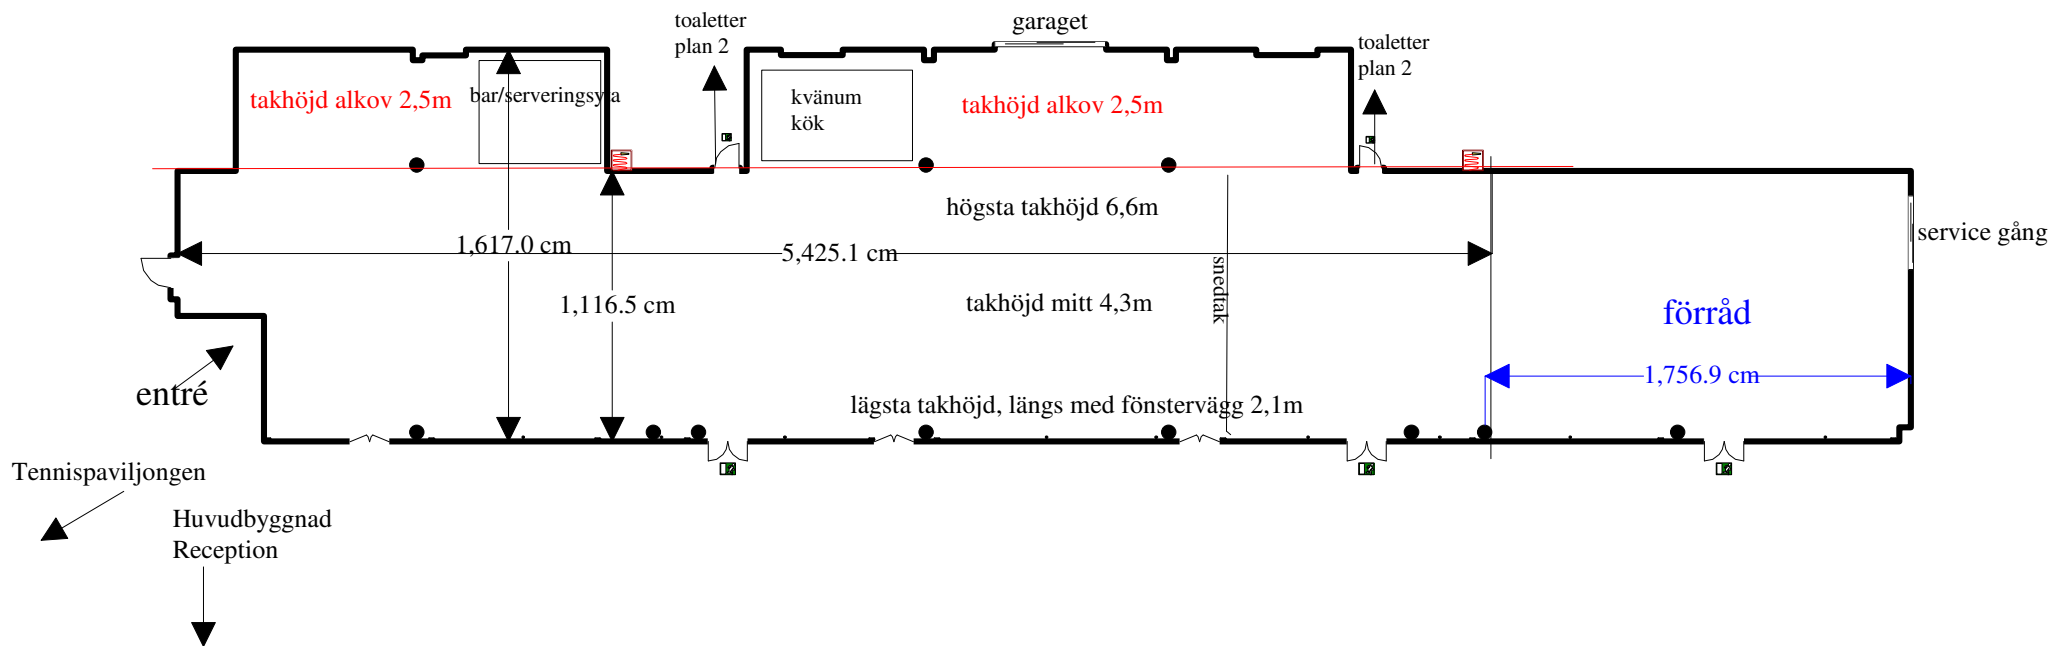 garaget
toaletter
plan 2
toaletter
plan 2
takhöjd alkov 2,5m
bar/serveringsyta
kvänum
kök
takhöjd alkov 2,5m
högsta takhöjd 6,6m
service gång
1,617.0 cm
5,425.1 cm
snedtak
1,116.5 cm
takhöjd mitt 4,3m
förråd
1,756.9 cm
entré
lägsta takhöjd, längs med fönstervägg 2,1m
Tennispaviljongen
Huvudbyggnad
Reception